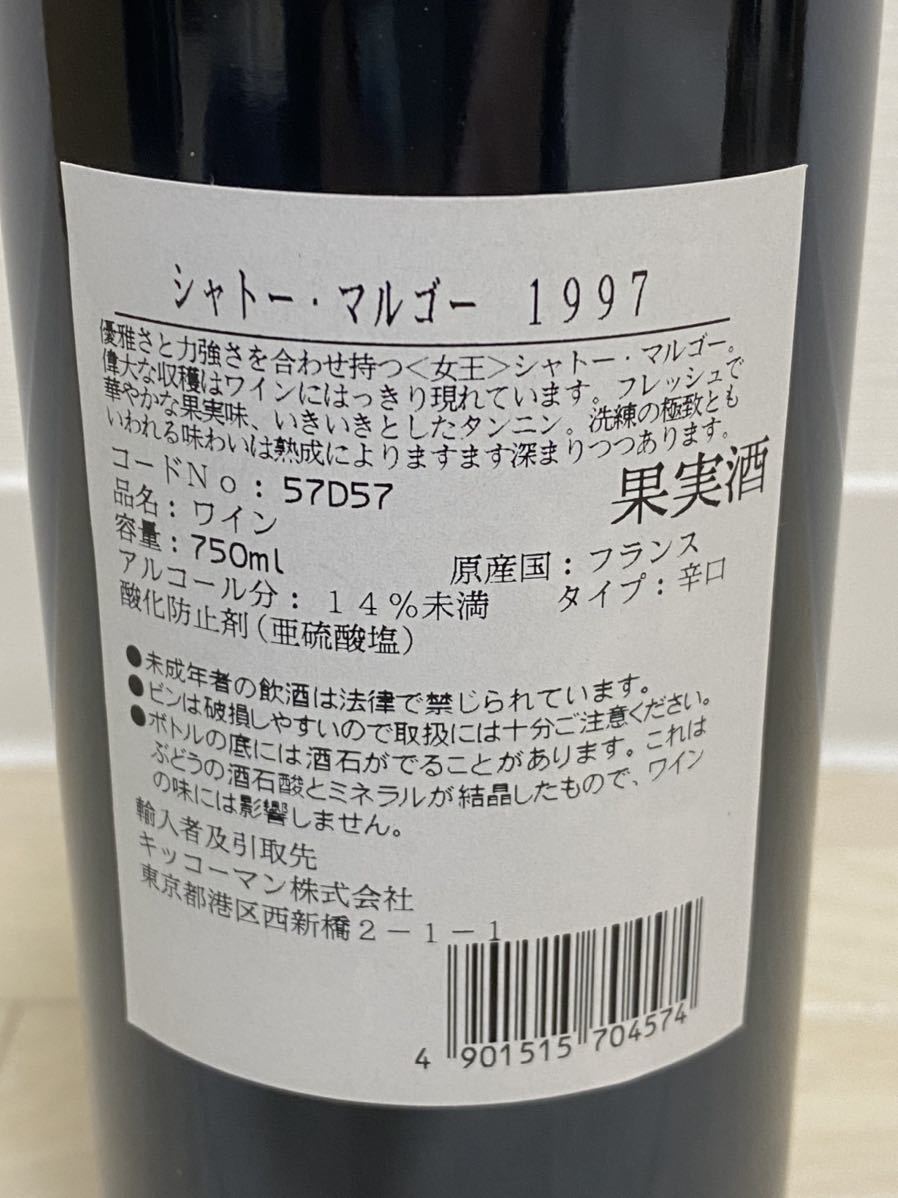 シャトー・マルゴー 1997
優雅さと力強さを合わせ持つ<女王>シャトー・マルゴー。
偉大な収穫はワインにはっきり現れています。フレッシュで
華やかな果実味、いきいきとしたタンニン。洗練の極致とも
いわれる味わいは熟成によりますます深まりつつあります。
コードNo:57D57
果実酒
品名:ワイン
容量:750ml 原産国:フランス
アルコール分:14%未満 タイプ:辛口
酸化防止剤(亜硫酸塩)
●未成年者の飲酒は法律で禁じられています。
●ビンは破損しやすいので取扱には十分ご注意ください。
●ボトルの底には酒石がでることがあります。これは
ぶどうの酒石酸とミネラルが結晶したもので、ワイン
の味には影響しません。
輸入者及引取先
キッコーマン株式会社
東京都港区西新橋2-1-1
4 901515 704574